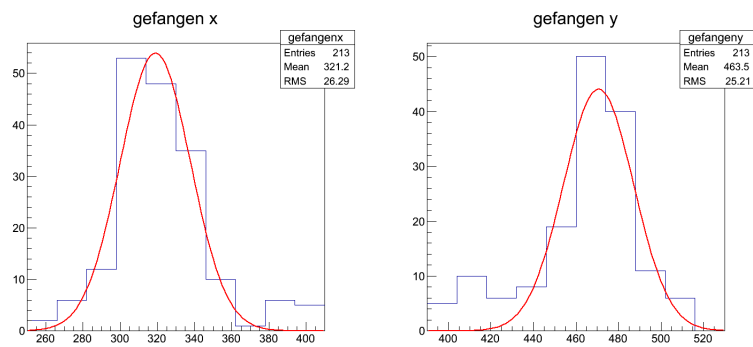 gefangen x
gefangenx
Entries 213
Mean 321.2
RMS 26.29
50
40
30
20
10
0
260 280 300 320 340 360 380 400
gefangen y
gefangeny
Entries 213
Mean 463.5
RMS 25.21
50
40
30
20
10
0
400 420 440 460 480 500 520